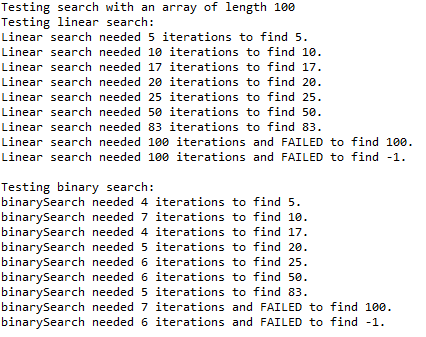 Testing search with an array of length 100
Testing linear search:
Linear search needed 5 iterations to find 5.
Linear search needed 10 iterations to find 10.
Linear search needed 17 iterations to find 17.
Linear search needed 20 iterations to find 20.
Linear search needed 25 iterations to find 25.
Linear search needed 50 iterations to find 50.
Linear search needed 83 iterations to find 83.
Linear search needed 100 iterations and FAILED to find 100.
Linear search needed 100 iterations and FAILED to find -1.

Testing binary search:
binarySearch needed 4 iterations to find 5.
binarySearch needed 7 iterations to find 10.
binarySearch needed 4 iterations to find 17.
binarySearch needed 5 iterations to find 20.
binarySearch needed 6 iterations to find 25.
binarySearch needed 6 iterations to find 50.
binarySearch needed 5 iterations to find 83.
binarySearch needed 7 iterations and FAILED to find 100.
binarySearch needed 6 iterations and FAILED to find -1.